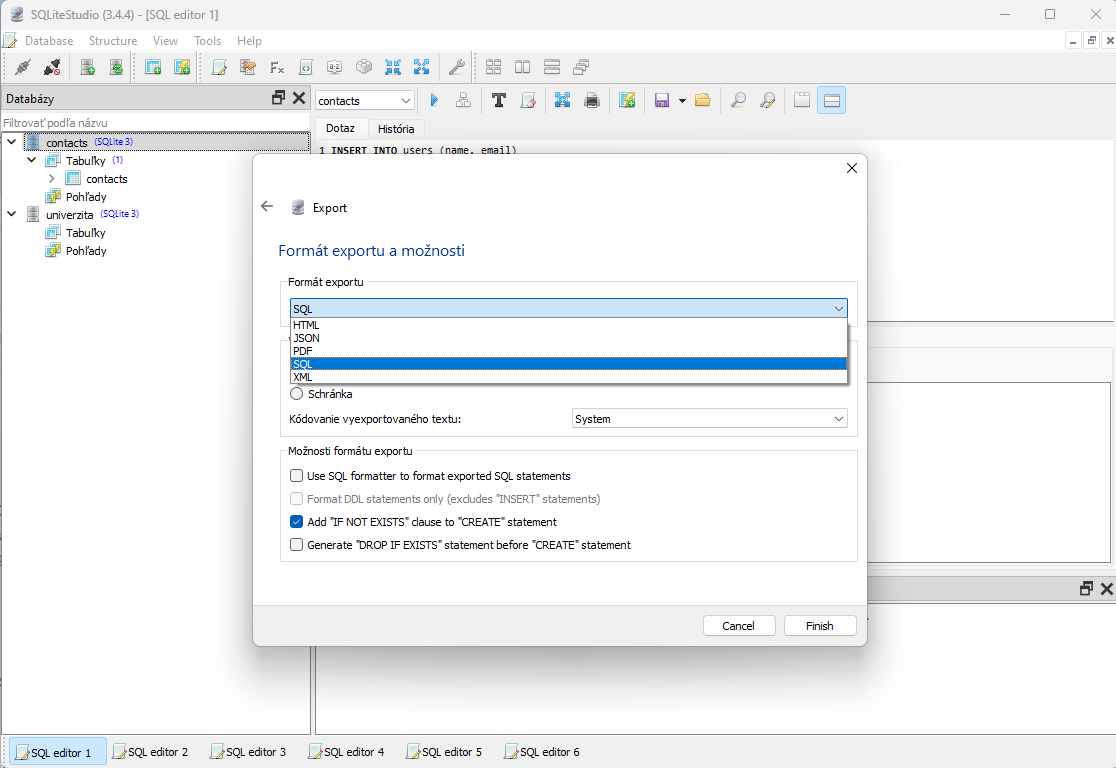 SQLiteStudio (3.4.4) - [SQL editor 1]
Database Structure View Tools Help
Databázy
contacts
Filtrovať podľa názvu
Dotaz História
contacts (SQLite 3)
1 INSERT INTO users (name, email)
Tabuľky (1)
contacts
Pohľady
univerzita (SQLite 3)
Tabuľky
Pohľady
Export
Formát exportu a možnosti
Formát exportu
SQL
HTML
JSON
PDF
SQL
XML
Schránka
Kódovanie vyexportovaného textu: System
Možnosti formátu exportu
Use SQL formatter to format exported SQL statements
Format DDL statements only (excludes "INSERT" statements)
Add "IF NOT EXISTS" clause to "CREATE" statement
Generate "DROP IF EXISTS" statement before "CREATE" statement
Cancel Finish
SQL editor 1 SQL editor 2 SQL editor 3 SQL editor 4 SQL editor 5 SQL editor 6